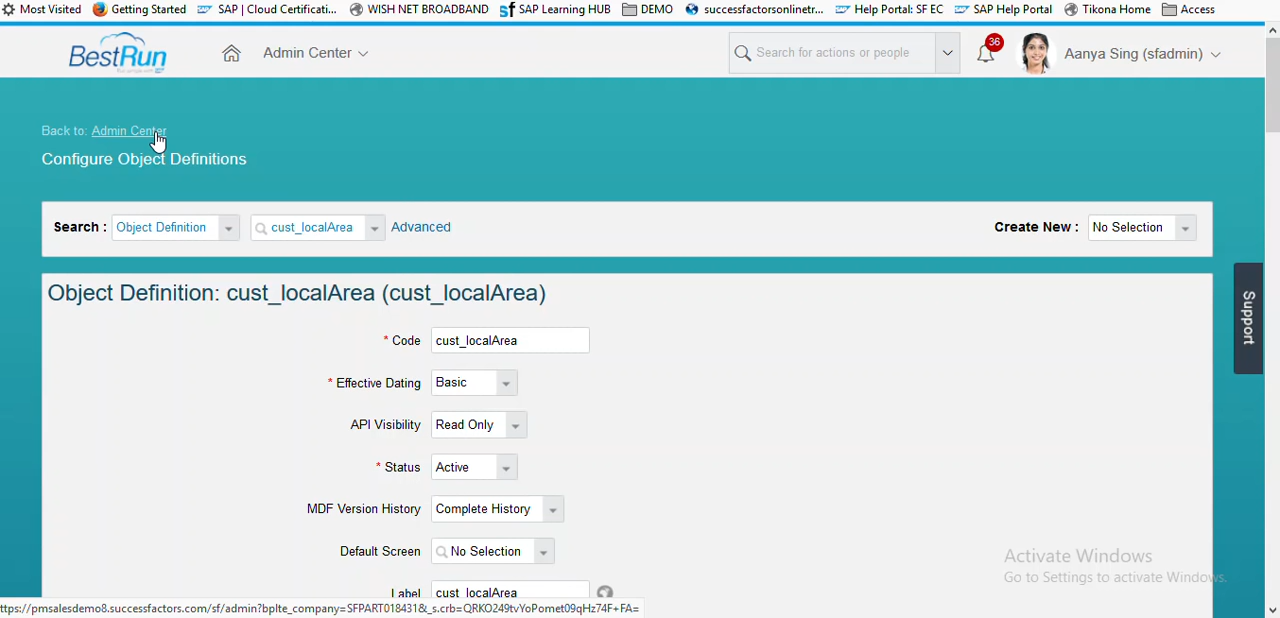 Most Visited Getting Started SAP | Cloud Certificati... WISH NET BROADBAND SAP Learning HUB DEMO successfactorsonlinetr... Help Portal: SF EC SAP Help Portal Tikona Home Access
BestRun Admin Center Search for actions or people 36 Aanya Sing (sfadmin)
Back to: Admin Center
Configure Object Definitions
Search : Object Definition cust_localArea Advanced Create New : No Selection
Object Definition: cust_localArea (cust_localArea)
* Code cust_localArea
* Effective Dating Basic
API Visibility Read Only
* Status Active
MDF Version History Complete History
Default Screen No Selection
Label cust_localArea
Support
Activate Windows
Go to Settings to activate Windows.
ttps://pmsalesdemo8.successfactors.com/sf/admin?bplte_company=SFPART018431&_s.crb=QRKO249tvYoPomet09qHz74F+FA=